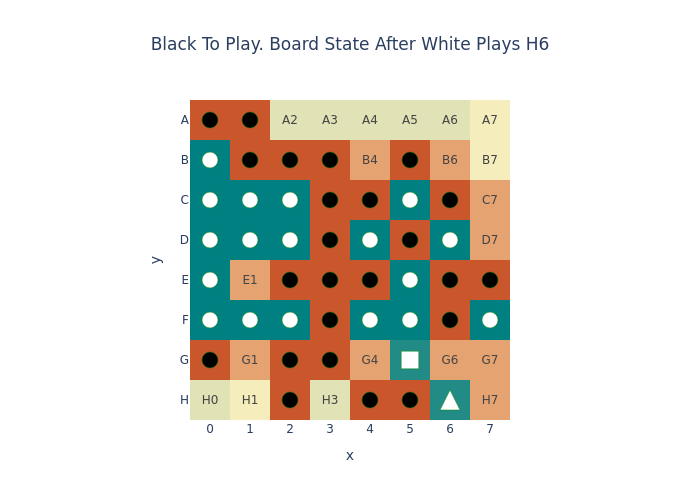 Black To Play. Board State After White Plays H6
A A2 A3 A4 A5 A6 A7
B B4 B6 B7
C C7
D D7
E E1
F
G G1 G4 G6 G7
H H0 H1 H3 H7
0 1 2 3 4 5 6 7
x
y